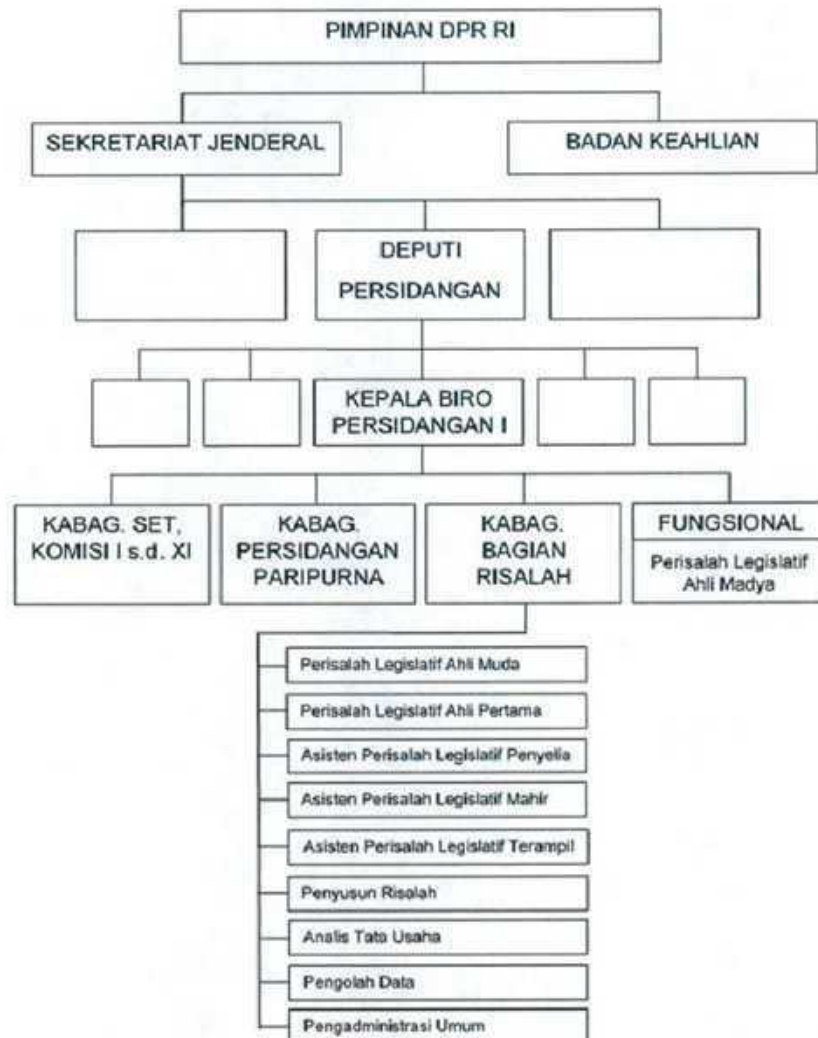 PIMPINAN DPR RI
SEKRETARIAT JENDERAL
BADAN KEAHLIAN
DEPUTI
PERSIDANGAN
KEPALA BIRO
PERSIDANGAN I
KABAG. SET,
KOMISI I s.d. XI
KABAG.
PERSIDANGAN
PARIPURNA
KABAG.
BAGIAN
RISALAH
FUNGSIONAL
Perisalah Legislatif
Ahli Madya
Perisalah Legislatif Ahli Muda
Perisalah Legislatif Ahli Pertama
Asisten Perisalah Legislatif Penyelia
Asisten Perisalah Legislatif Mahir
Asisten Perisalah Legislatif Terampil
Penyusun Risalah
Analis Tata Usaha
Pengolah Data
Pengadministrasi Umum